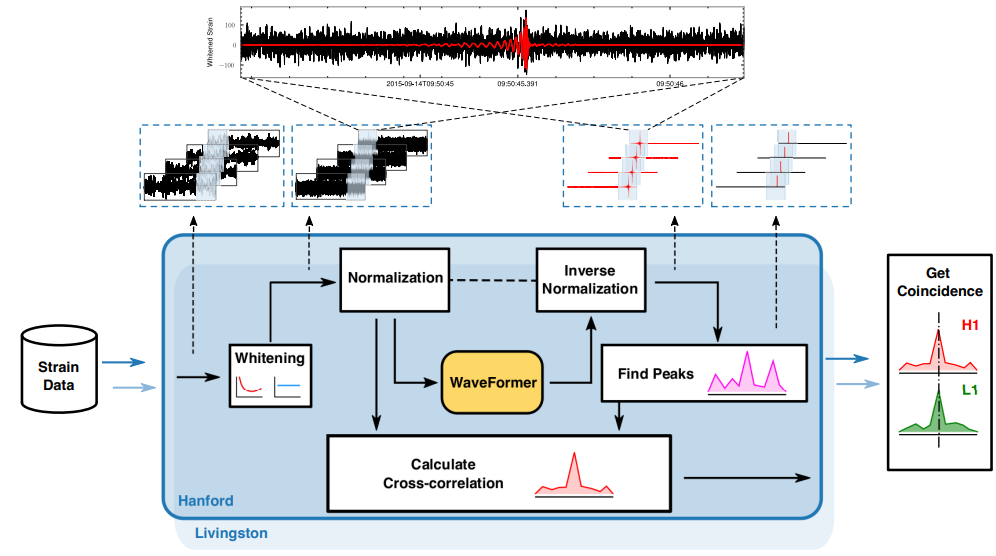 Whitened Strain
100
0
−100
2015-09-14T09:50:45
09:50:45.391
09:50:46
Normalization
Inverse
Normalization
Get
Coincidence
H1
Strain
Data
Whitening
WaveFormer
Find Peaks
L1
Calculate
Cross-correlation
Hanford
Livingston